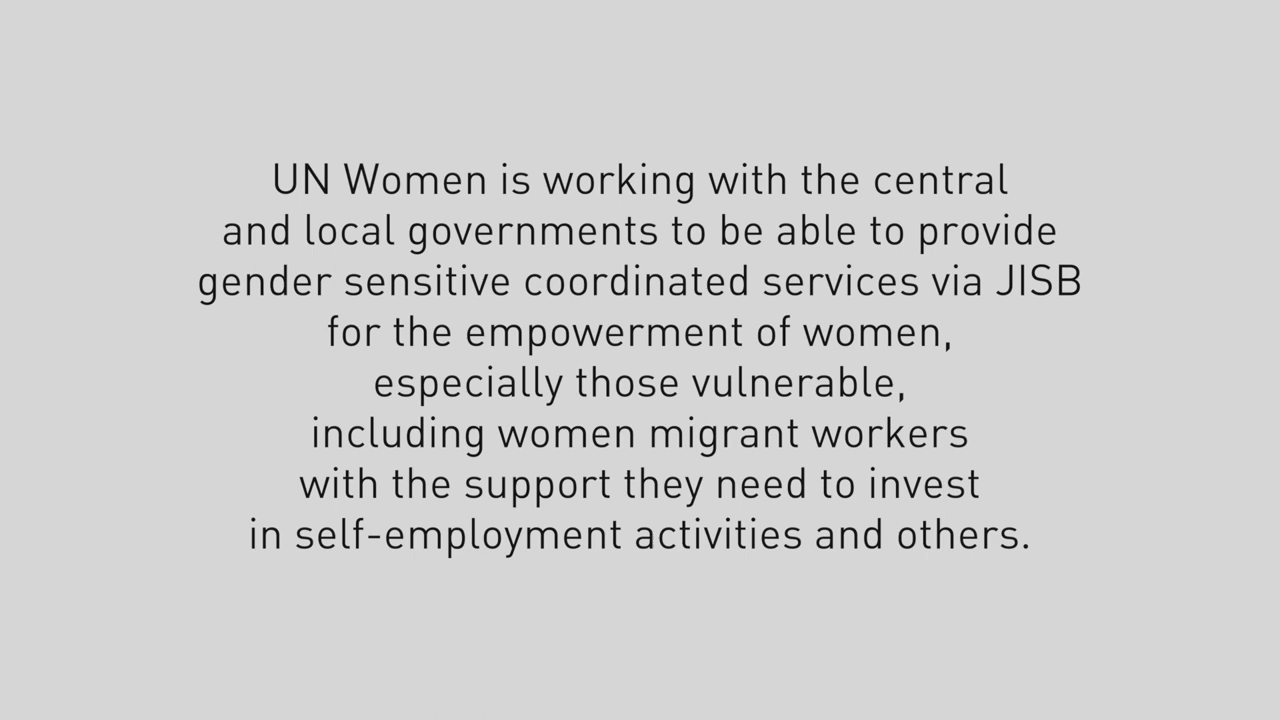 UN Women is working with the central
and local governments to be able to provide
gender sensitive coordinated services via JISB
for the empowerment of women,
especially those vulnerable,
including women migrant workers
with the support they need to invest
in self-employment activities and others.